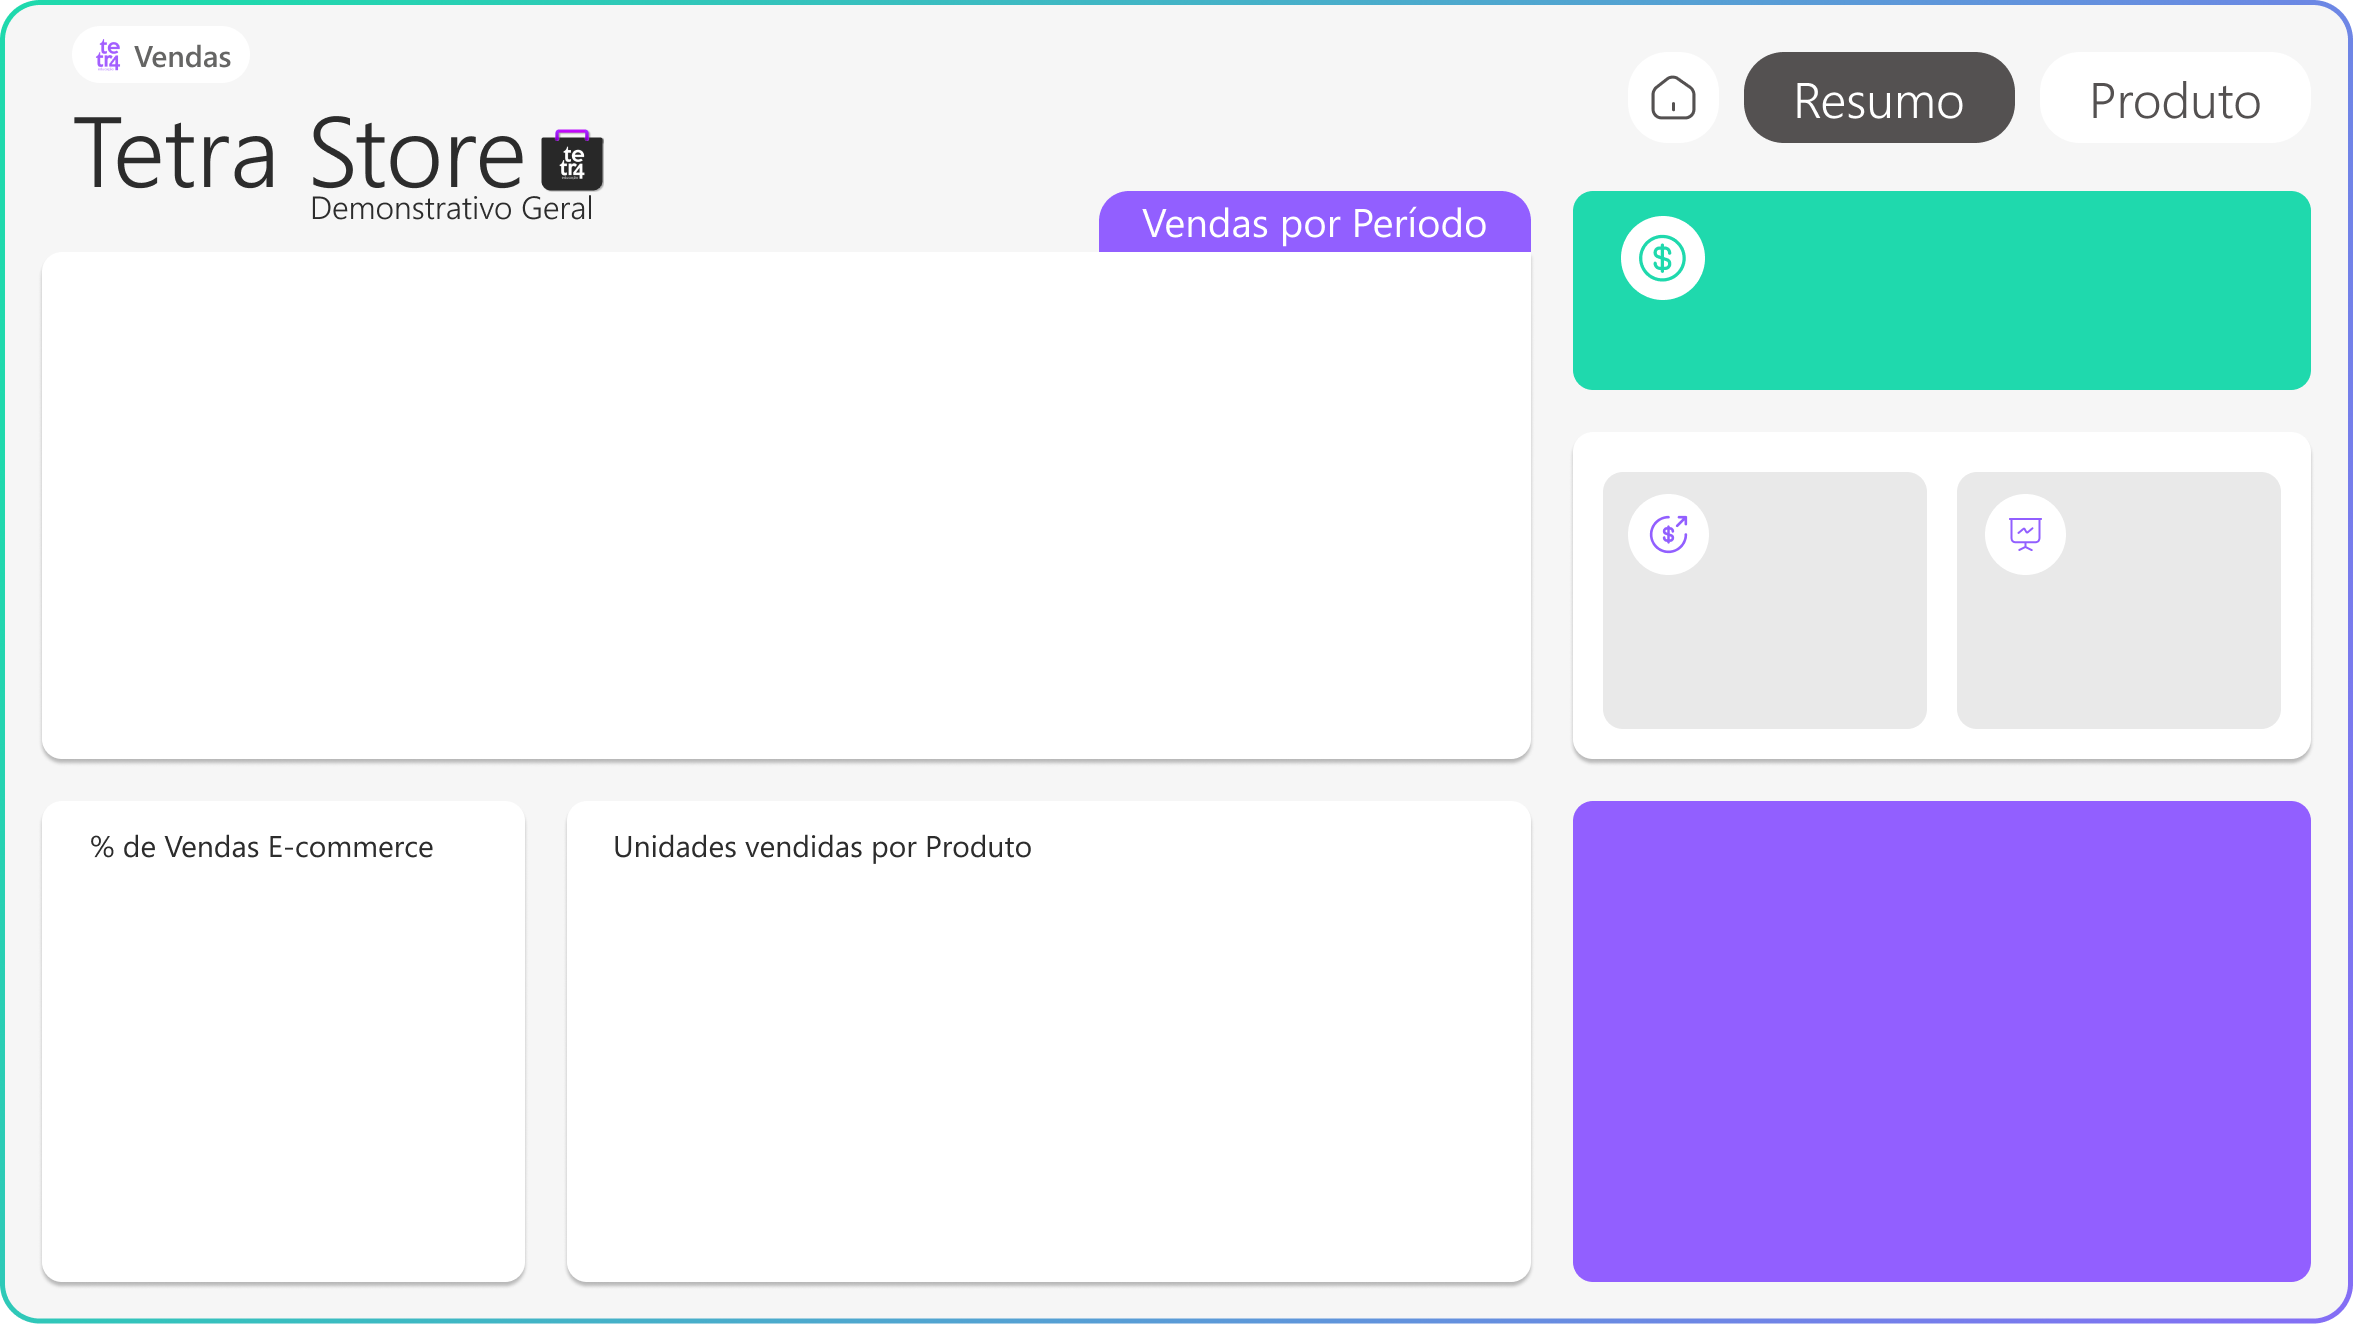 te
tr4
Vendas
Tetra Store
te
tr4
Demonstrativo Geral
Resumo
Produto
Vendas por Período
$
$
% de Vendas E-commerce
Unidades vendidas por Produto